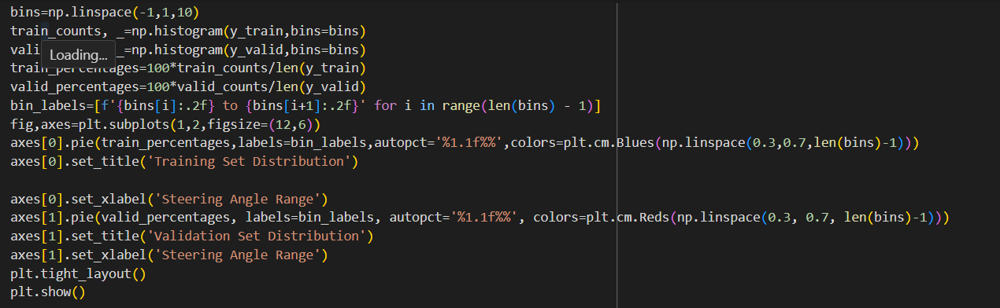 bins=np.linspace(-1,1,10)
train_counts, _=np.histogram(y_train,bins=bins)
vali _=np.histogram(y_valid,bins=bins)
Loading...
train_percentages=100*train_counts/len(y_train)
valid_percentages=100*valid_counts/len(y_valid)
bin_labels=[f'{bins[i]:.2f} to {bins[i+1]:.2f}' for i in range(len(bins) - 1)]
fig,axes=plt.subplots(1,2,figsize=(12,6))
axes[0].pie(train_percentages,labels=bin_labels,autopct='%1.1f%%',colors=plt.cm.Blues(np.linspace(0.3,0.7,len(bins)-1)))
axes[0].set_title('Training Set Distribution')
axes[0].set_xlabel('Steering Angle Range')
axes[1].pie(valid_percentages, labels=bin_labels, autopct='%1.1f%%', colors=plt.cm.Reds(np.linspace(0.3, 0.7, len(bins)-1)))
axes[1].set_title('Validation Set Distribution')
axes[1].set_xlabel('Steering Angle Range')
plt.tight_layout()
plt.show()